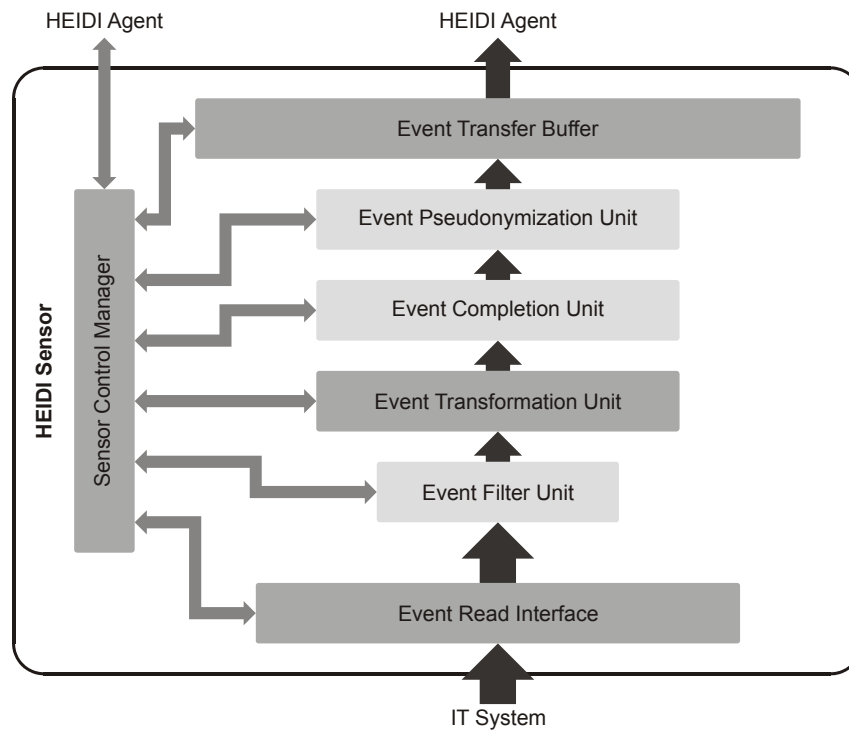 HEIDI Agent
HEIDI Agent
Event Transfer Buffer
Event Pseudonymization Unit
Event Completion Unit
Event Transformation Unit
Event Filter Unit
Event Read Interface
HEIDI Sensor
Sensor Control Manager
IT System